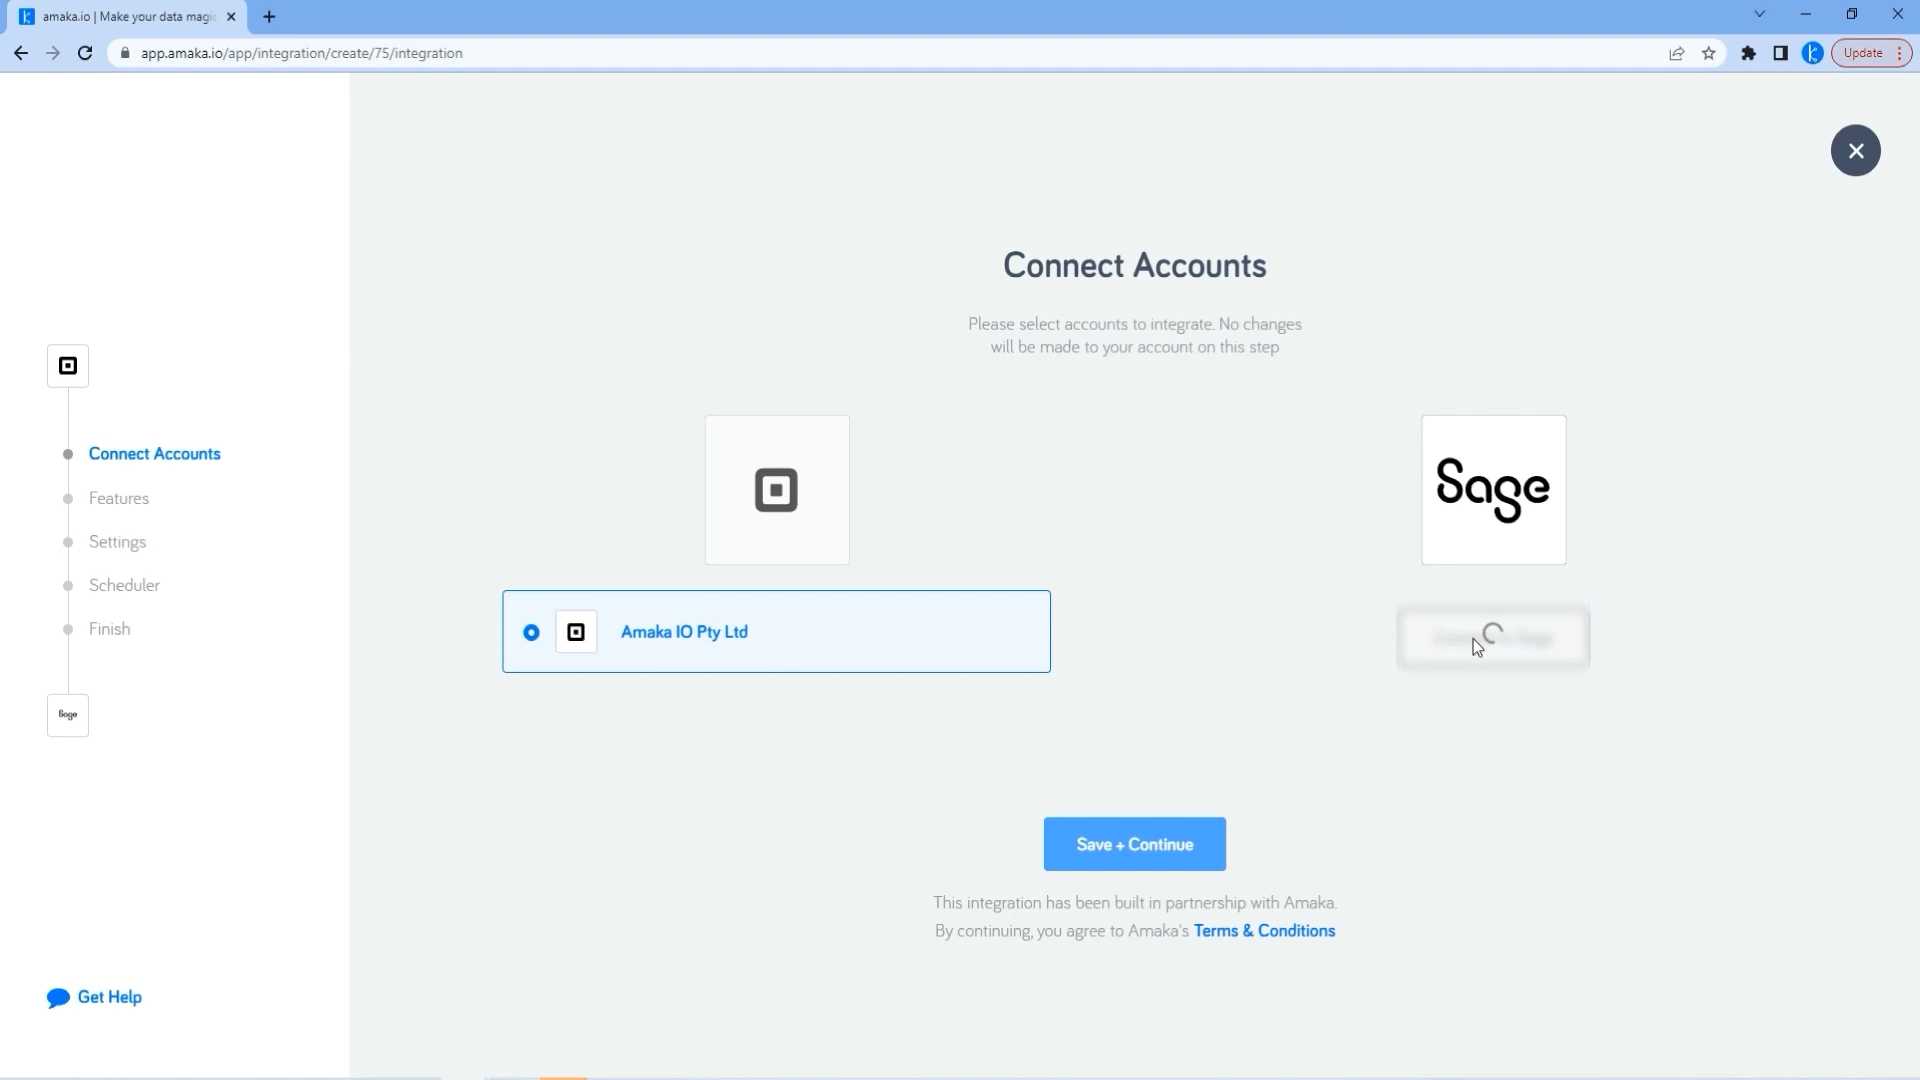 amaka.io | Make your data magic
app.amaka.io/app/integration/create/75/integration
Update
Connect Accounts
Please select accounts to integrate. No changes
will be made to your account on this step
Sage
Connect Accounts
Features
Settings
Scheduler
Finish
Sage
Amaka IO Pty Ltd
Save + Continue
This integration has been built in partnership with Amaka.
By continuing, you agree to Amaka's Terms & Conditions
Get Help